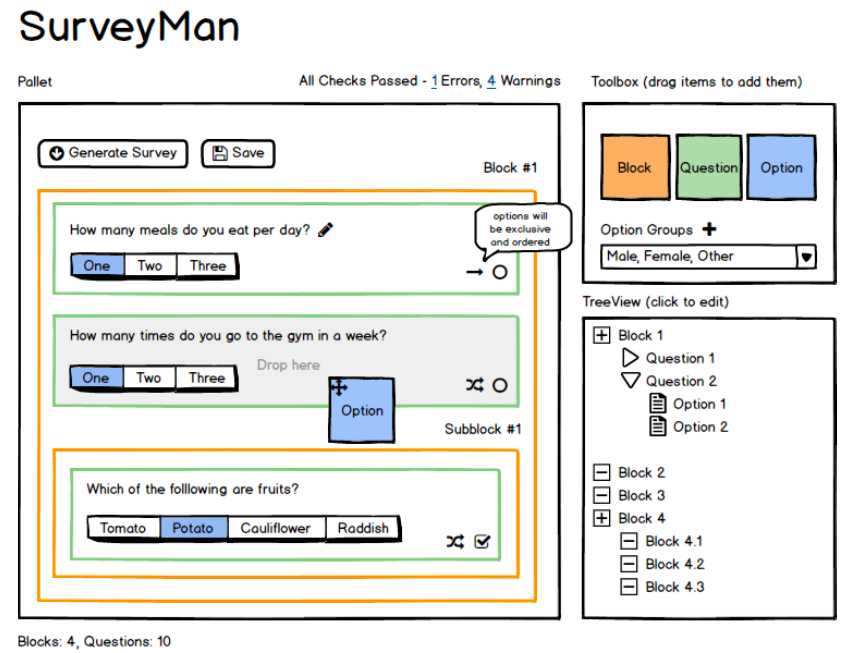 SurveyMan
Pallet
All Checks Passed - 1 Errors, 4 Warnings
Toolbox (drag items to add them)
Generate Survey
Save
Block #1
How many meals do you eat per day?
options will
be exclusive
and ordered
One Two Three
How many times do you go to the gym in a week?
Drop here
One Two Three
Option
Subblock #1
Which of the folllowing are fruits?
Tomato Potato Cauliflower Raddish
Block Question Option
Option Groups
Male, Female, Other
TreeView (click to edit)
Block 1
Question 1
Question 2
Option 1
Option 2
Block 2
Block 3
Block 4
Block 4.1
Block 4.2
Block 4.3
Blocks: 4, Questions: 10